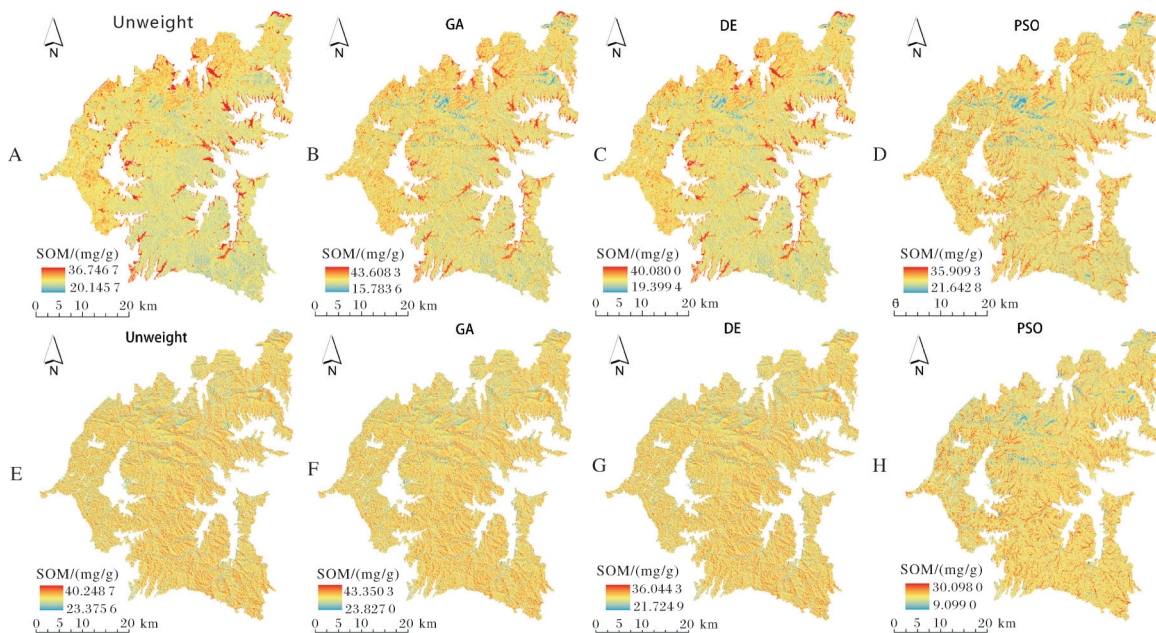 Unweight
N
A
SOM/(mg/g)
36.746 7
20.145 7
0 5 10 20 km
GA
N
B
SOM/(mg/g)
43.608 3
15.783 6
0 5 10 20 km
DE
N
C
SOM/(mg/g)
40.080 0
19.399 4
0 5 10 20 km
PSO
N
D
SOM/(mg/g)
35.909 3
21.642 8
0 5 10 20 km
Unweight
N
E
SOM/(mg/g)
40.248 7
23.375 6
0 5 10 20 km
GA
N
F
SOM/(mg/g)
43.350 3
23.827 0
0 5 10 20 km
DE
N
G
SOM/(mg/g)
36.044 3
21.724 9
0 5 10 20 km
PSO
N
H
SOM/(mg/g)
30.098 0
9.099 0
0 5 10 20 km